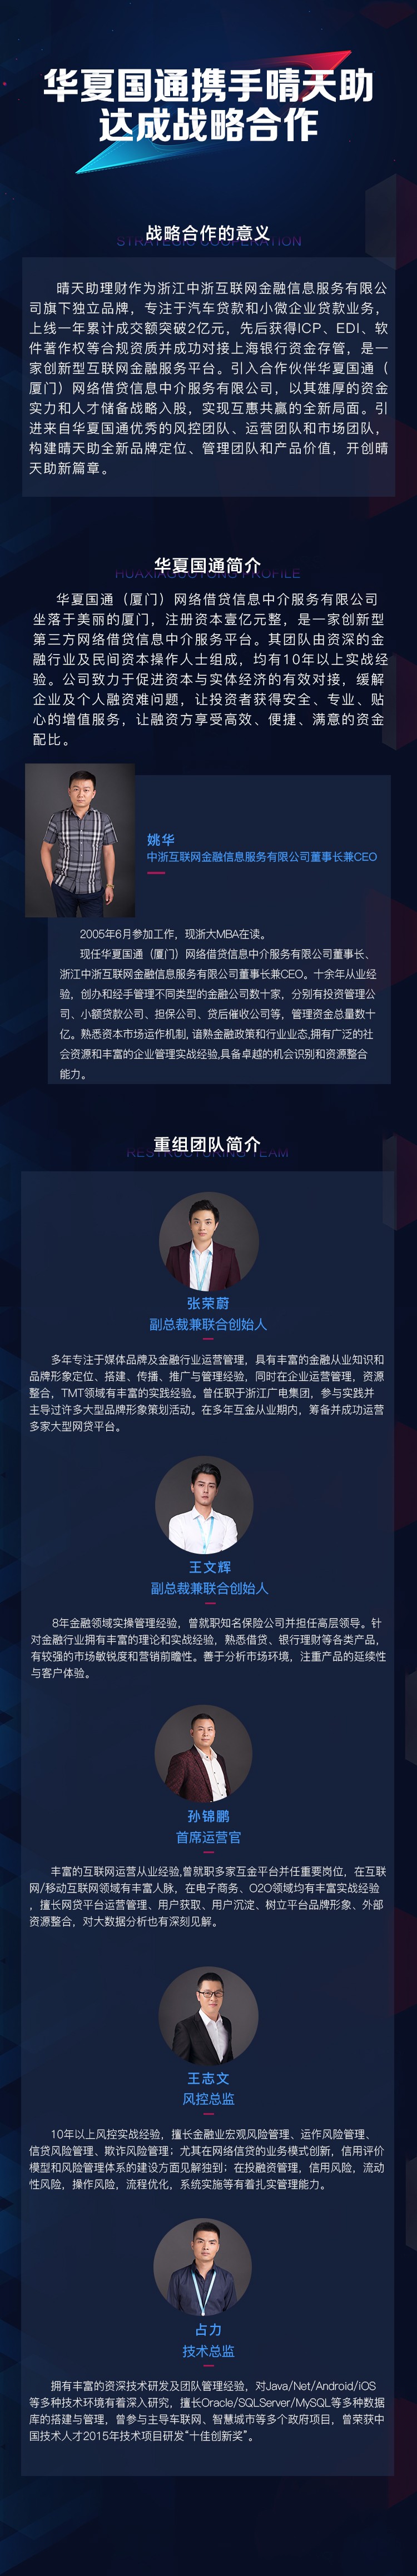 华夏国通携手晴天助
达成战略合作
战略合作的意义
STRATEGIC COOPERATION
晴天助理财作为浙江中浙互联网金融信息服务有限公
司旗下独立品牌，专注于汽车贷款和小微企业贷款业务，
上线一年累计成交额突破2亿元，先后获得ICP、EDI、软
件著作权等合规资质并成功对接上海银行资金存管，是一
家创新型互联网金融服务平台。引入合作伙伴华夏国通（
厦门）网络借贷信息中介服务有限公司，以其雄厚的资金
实力和人才储备战略入股，实现互惠共赢的全新局面。引
进来自华夏国通优秀的风控团队、运营团队和市场团队，
构建晴天助全新品牌定位、管理团队和产品价值，开创晴
天助新篇章。
华夏国通简介
HUAXIAGUOTONG PROFILE
华夏国通（厦门）网络借贷信息中介服务有限公司
坐落于美丽的厦门，注册资本壹亿元整，是一家创新型
第三方网络借贷信息中介服务平台。其团队由资深的金
融行业及民间资本操作人士组成，均有10年以上实战经
验。公司致力于促进资本与实体经济的有效对接，缓解
企业及个人融资难问题，让投资者获得安全、专业、贴
心的增值服务，让融资方享受高效、便捷、满意的资金
配比。
姚华
中浙互联网金融信息服务有限公司董事长兼CEO
2005年6月参加工作，现浙大MBA在读。
现任华夏国通（厦门）网络借贷信息中介服务有限公司董事长、
浙江中浙互联网金融信息服务有限公司董事长兼CEO。十余年从业经
验，创办和经手管理不同类型的金融公司数十家，分别有投资管理公
司、小额贷款公司、担保公司、贷后催收公司等，管理资金总量数十
亿。熟悉资本市场运作机制, 谙熟金融政策和行业业态,拥有广泛的社
会资源和丰富的企业管理实战经验,具备卓越的机会识别和资源整合
能力。
重组团队简介
RESTRUCTURING TEAM
张荣蔚
副总裁兼联合创始人
多年专注于媒体品牌及金融行业运营管理，具有丰富的金融从业知识和
品牌形象定位、搭建、传播、推广与管理经验，同时在企业运营管理，资源
整合，TMT领域有丰富的实践经验。曾任职于浙江广电集团，参与实践并
主导过许多大型品牌形象策划活动。在多年互金从业期内，筹备并成功运营
多家大型网贷平台。
王文辉
副总裁兼联合创始人
8年金融领域实操管理经验，曾就职知名保险公司并担任高层领导。针
对金融行业拥有丰富的理论和实战经验，熟悉借贷、银行理财等各类产品，
有较强的市场敏锐度和营销前瞻性。善于分析市场环境，注重产品的延续性
与客户体验。
孙锦鹏
首席运营官
丰富的互联网运营从业经验,曾就职多家互金平台并任重要岗位，在互联
网/移动互联网领域有丰富人脉，在电子商务、O2O领域均有丰富实战经验
，擅长网贷平台运营管理、用户获取、用户沉淀、树立平台品牌形象、外部
资源整合，对大数据分析也有深刻见解。
王志文
风控总监
10年以上风控实战经验，擅长金融业宏观风险管理、运作风险管理、
信贷风险管理、欺诈风险管理；尤其在网络信贷的业务模式创新，信用评价
模型和风险管理体系的建设方面见解独到；在投融资管理，信用风险，流动
性风险，操作风险，流程优化，系统实施等有着扎实管理能力。
占力
技术总监
拥有丰富的资深技术研发及团队管理经验，对Java/Net/Android/iOS
等多种技术环境有着深入研究，擅长Oracle/SQLServer/MySQL等多种数据
库的搭建与管理，曾参与主导车联网、智慧城市等多个政府项目，曾荣获中
国技术人才2015年技术项目研发“十佳创新奖”。